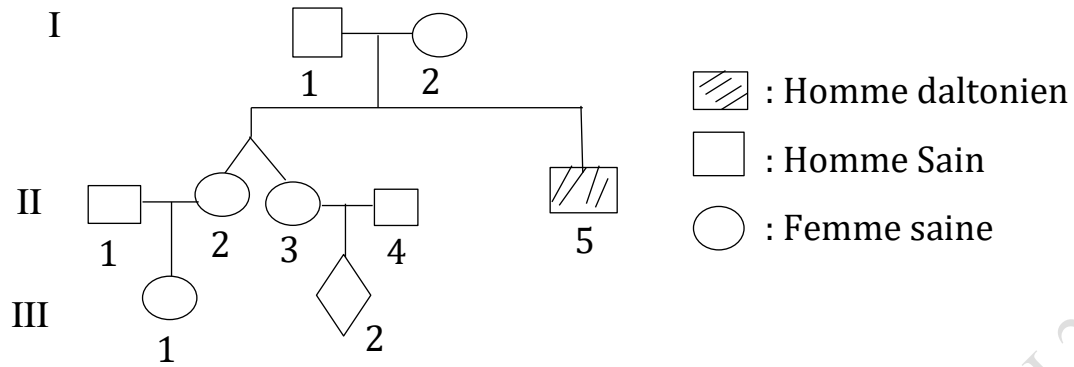 I
1 2
: Homme daltonien
: Homme Sain
: Femme saine
II
1 2 3 4 5
III
1 2